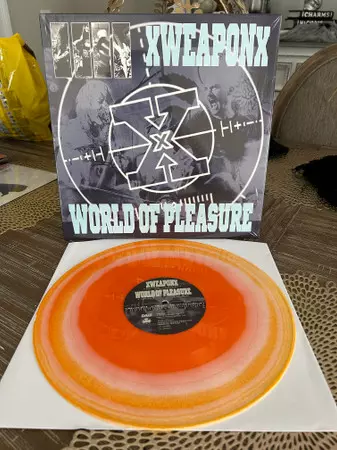 {CHARMS}
XWEAPONX
X
WORLD OF PLEASURE
XWEAPONX
WORLD OF PLEASURE